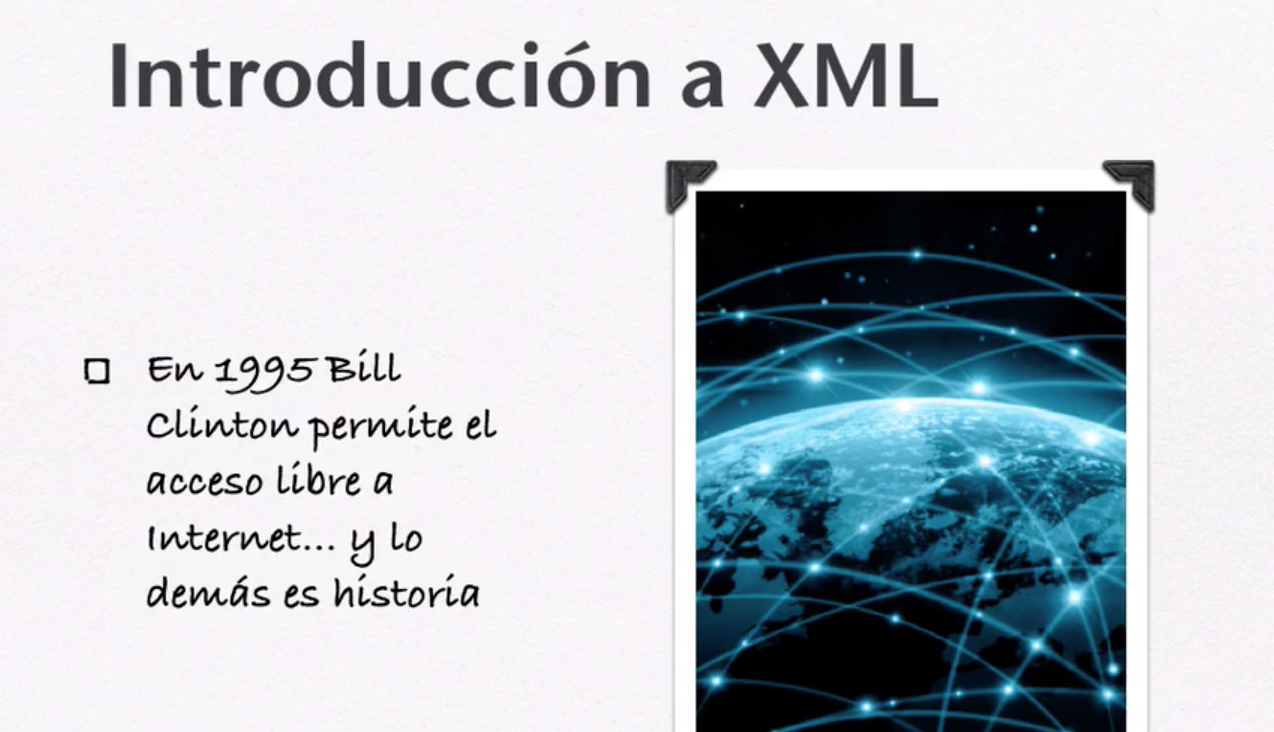 Introducción a XML
En 1995 Bill
Clinton permite el
acceso libre a
Internet... y lo
demás es historia